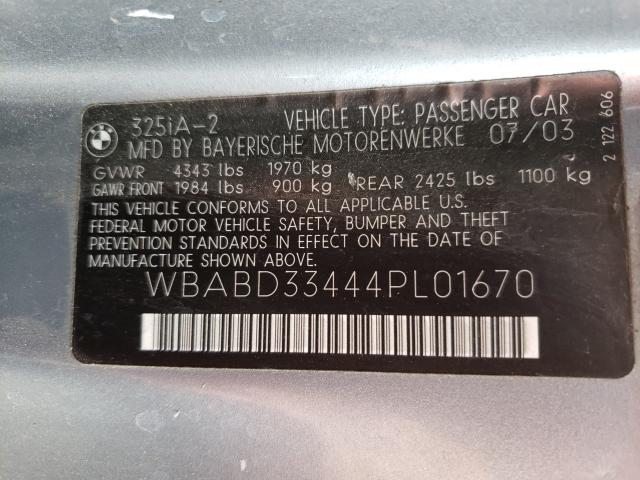 BMW
325iA-2 VEHICLE TYPE: PASSENGER CAR
MFD BY BAYERISCHE MOTORENWERKE 07/03
GVWR 4343 lbs 1970 kg
GAWR FRONT 1984 lbs 900 kg REAR 2425 lbs 1100 kg
THIS VEHICLE CONFORMS TO ALL APPLICABLE U.S.
FEDERAL MOTOR VEHICLE SAFETY, BUMPER AND THEFT
PREVENTION STANDARDS IN EFFECT ON THE DATE OF
MANUFACTURE SHOWN ABOVE.
WBABD33444PL01670
2 122 606